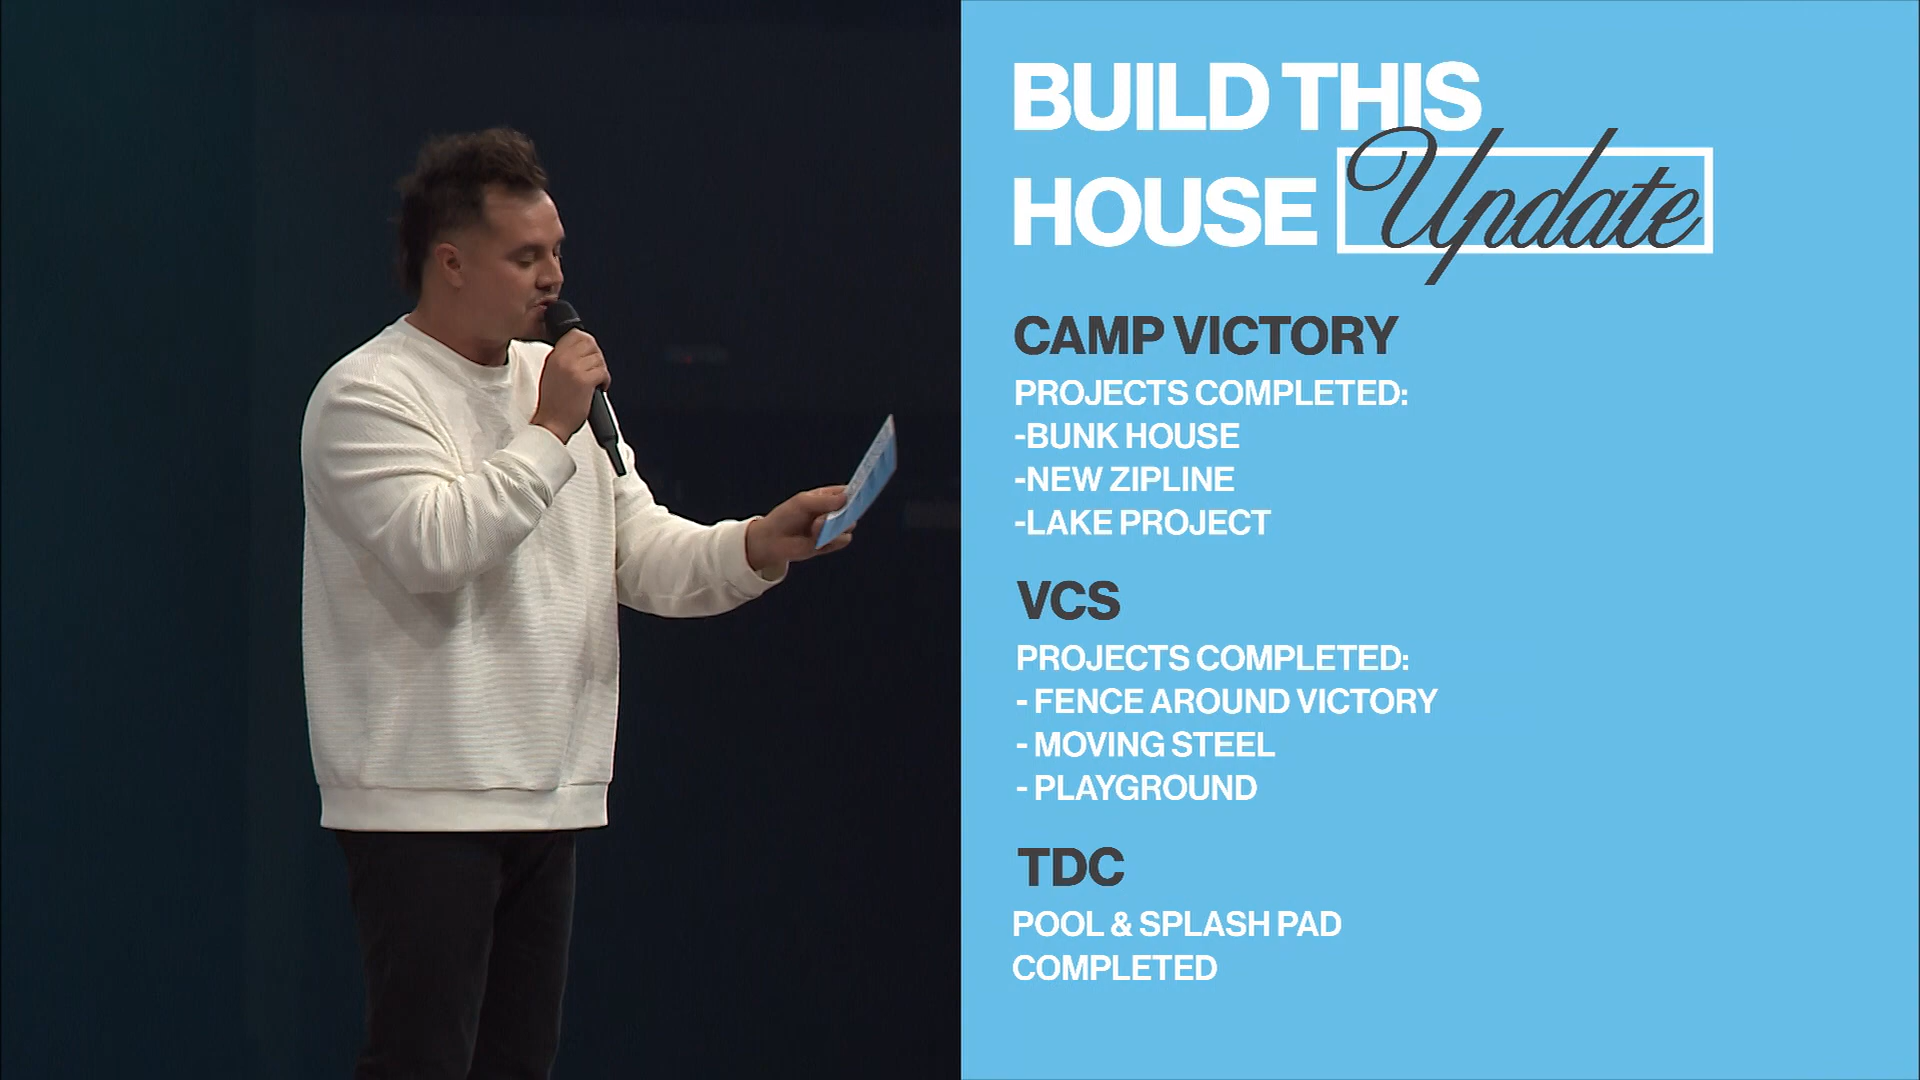 BUILD THIS
HOUSE Update
CAMP VICTORY
PROJECTS COMPLETED:
-BUNK HOUSE
-NEW ZIPLINE
-LAKE PROJECT
VCS
PROJECTS COMPLETED:
- FENCE AROUND VICTORY
- MOVING STEEL
- PLAYGROUND
TDC
POOL & SPLASH PAD
COMPLETED